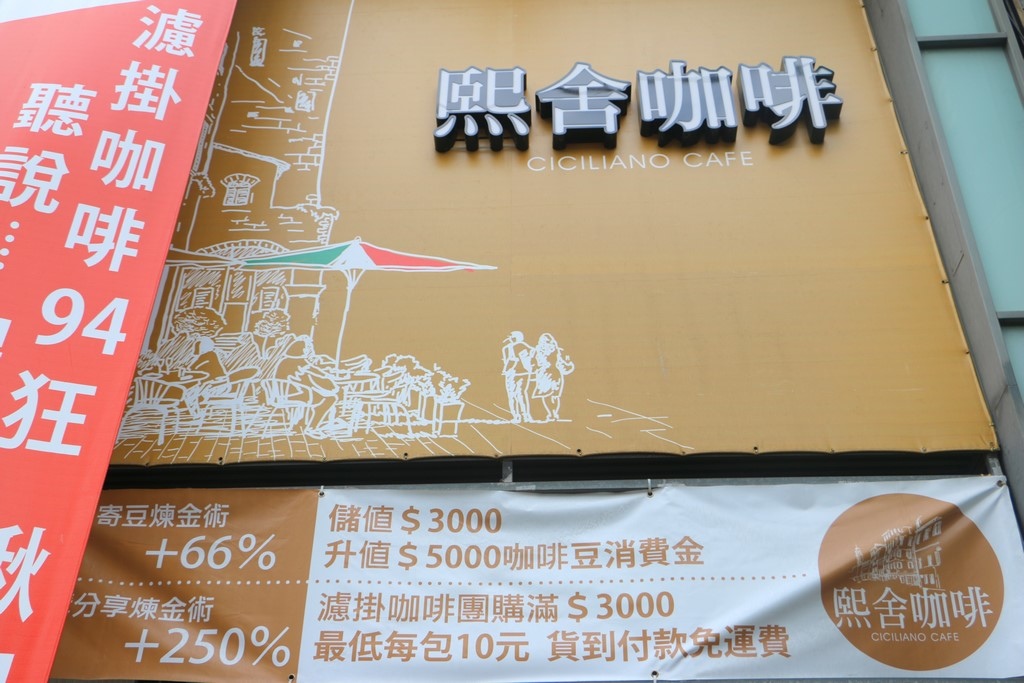 濾掛咖啡94狂
聽說......
秋
熙舍咖啡
CICILIANO CAFE
寄豆煉金術
+66%
儲值$3000
升值$5000咖啡豆消費金
分享煉金術
+250%
濾掛咖啡團購滿$3000
最低每包10元 貨到付款免運費
熙舍咖啡
CICILIANO CAFE